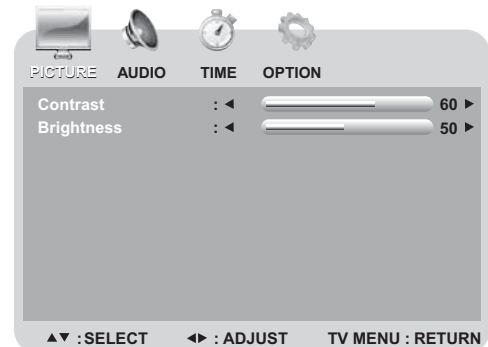 PICTURE AUDIO TIME OPTION
Contrast : ◀ 60 ▶
Brightness : ◀ 50 ▶
▲▼ : SELECT ◀▶ : ADJUST TV MENU : RETURN